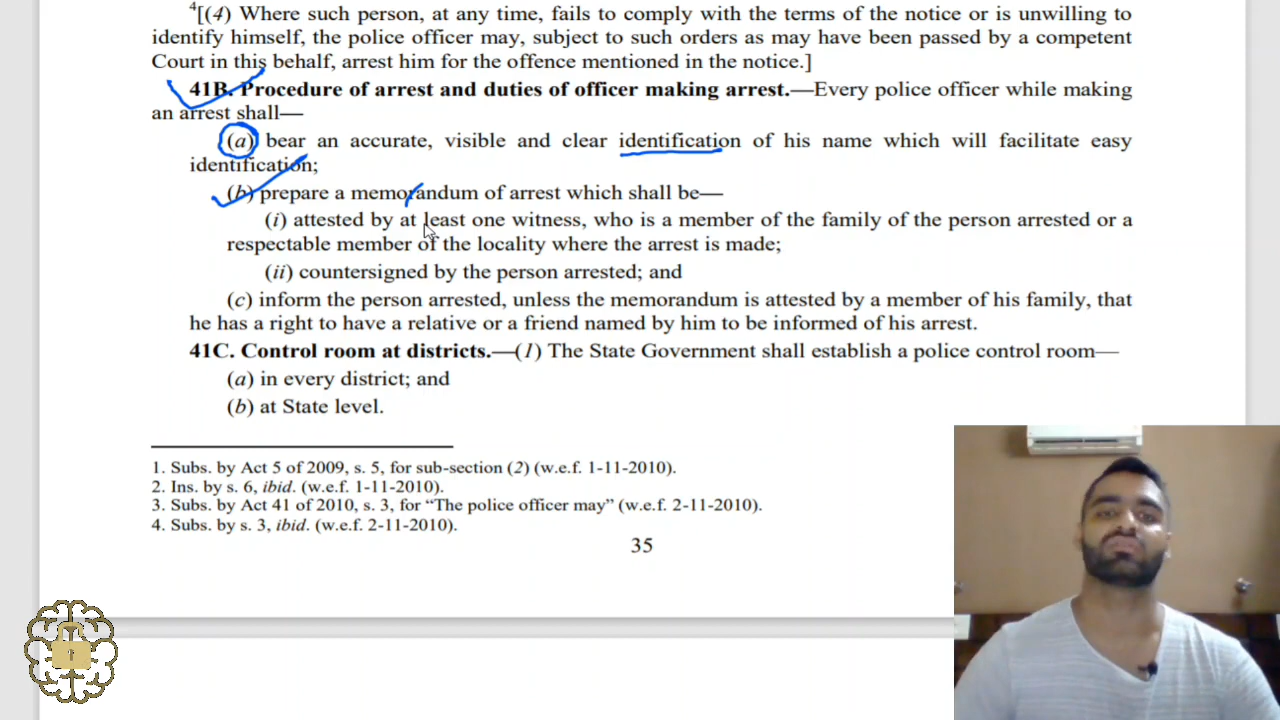 ⁴[(4) Where such person, at any time, fails to comply with the terms of the notice or is unwilling to
identify himself, the police officer may, subject to such orders as may have been passed by a competent
Court in this behalf, arrest him for the offence mentioned in the notice.]
41B. Procedure of arrest and duties of officer making arrest.—Every police officer while making
an arrest shall—
(a) bear an accurate, visible and clear identification of his name which will facilitate easy
identification;
(b) prepare a memorandum of arrest which shall be—
(i) attested by at least one witness, who is a member of the family of the person arrested or a
respectable member of the locality where the arrest is made;
(ii) countersigned by the person arrested; and
(c) inform the person arrested, unless the memorandum is attested by a member of his family, that
he has a right to have a relative or a friend named by him to be informed of his arrest.
41C. Control room at districts.—(1) The State Government shall establish a police control room—
(a) in every district; and
(b) at State level.
1. Subs. by Act 5 of 2009, s. 5, for sub-section (2) (w.e.f. 1-11-2010).
2. Ins. by s. 6, ibid. (w.e.f. 1-11-2010).
3. Subs. by Act 41 of 2010, s. 3, for “The police officer may” (w.e.f. 2-11-2010).
4. Subs. by s. 3, ibid. (w.e.f. 2-11-2010).
35